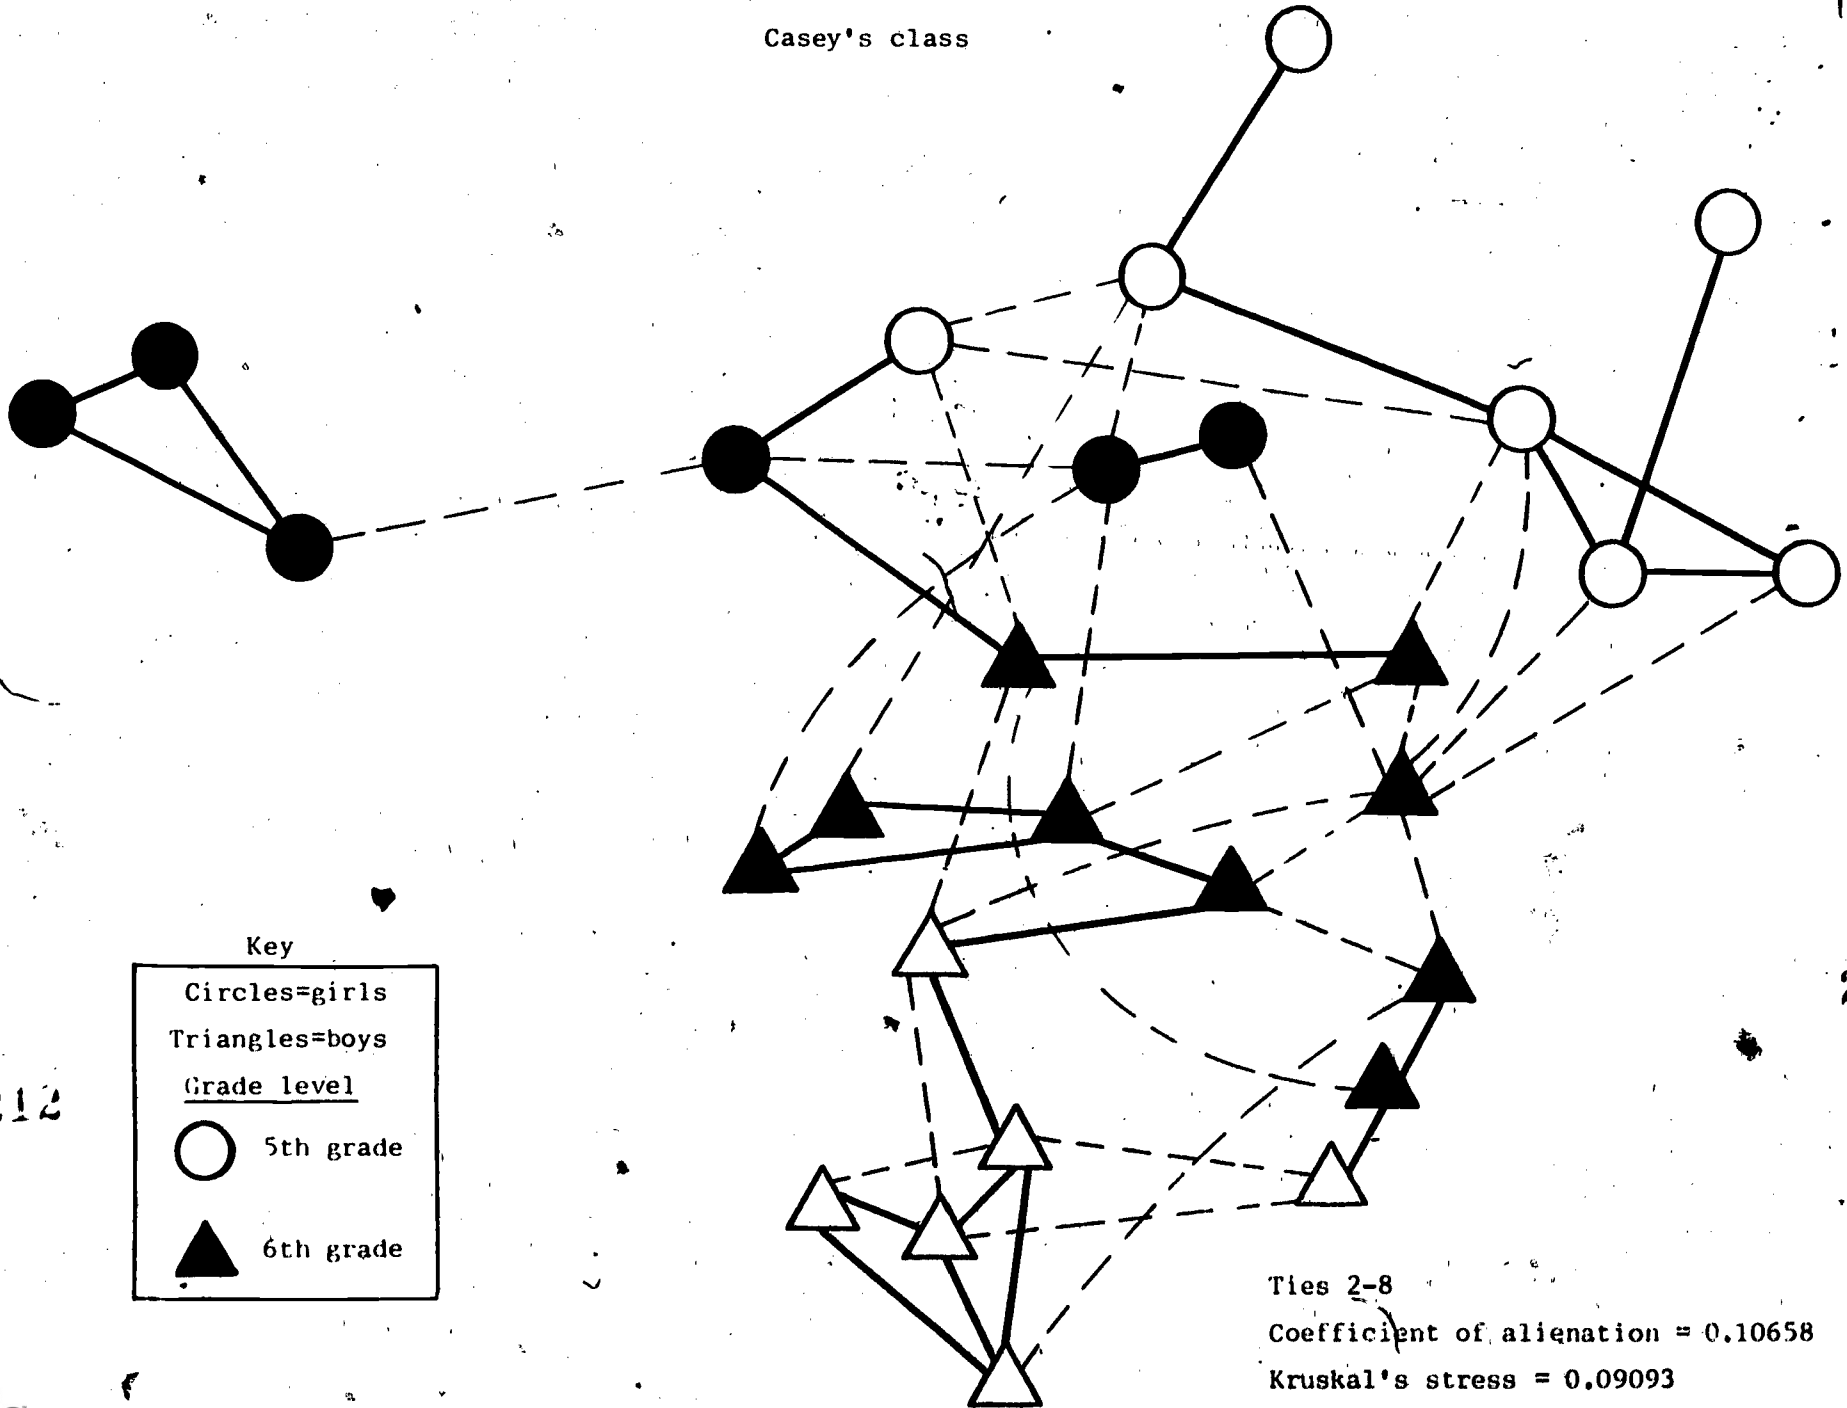 Casey's class
Key
Circles=girls
Triangles=boys
Grade level
5th grade
6th grade
Ties 2-8
Coefficient of alienation = 0.10658
Kruskal's stress = 0.09093